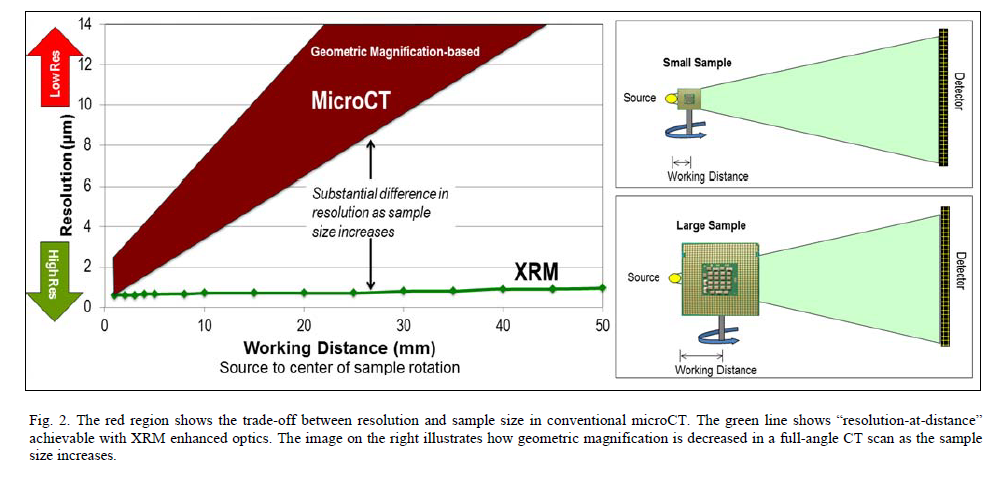 14
12
10
8
6
4
2
0
Low Res
High Res
Resolution (µm)
Geometric Magnification-based
MicroCT
Substantial difference in
resolution as sample
size increases
XRM
0 10 20 30 40 50
Working Distance (mm)
Source to center of sample rotation
Small Sample
Source
Detector
Working Distance
Large Sample
Source
Detector
Working Distance
Fig. 2. The red region shows the trade-off between resolution and sample size in conventional microCT. The green line shows “resolution-at-distance”
achievable with XRM enhanced optics. The image on the right illustrates how geometric magnification is decreased in a full-angle CT scan as the sample
size increases.